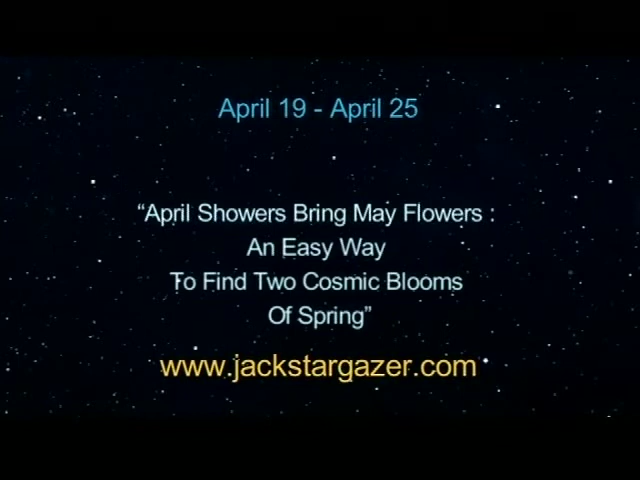 April 19 - April 25
“April Showers Bring May Flowers :
An Easy Way
To Find Two Cosmic Blooms
Of Spring”
www.jackstargazer.com